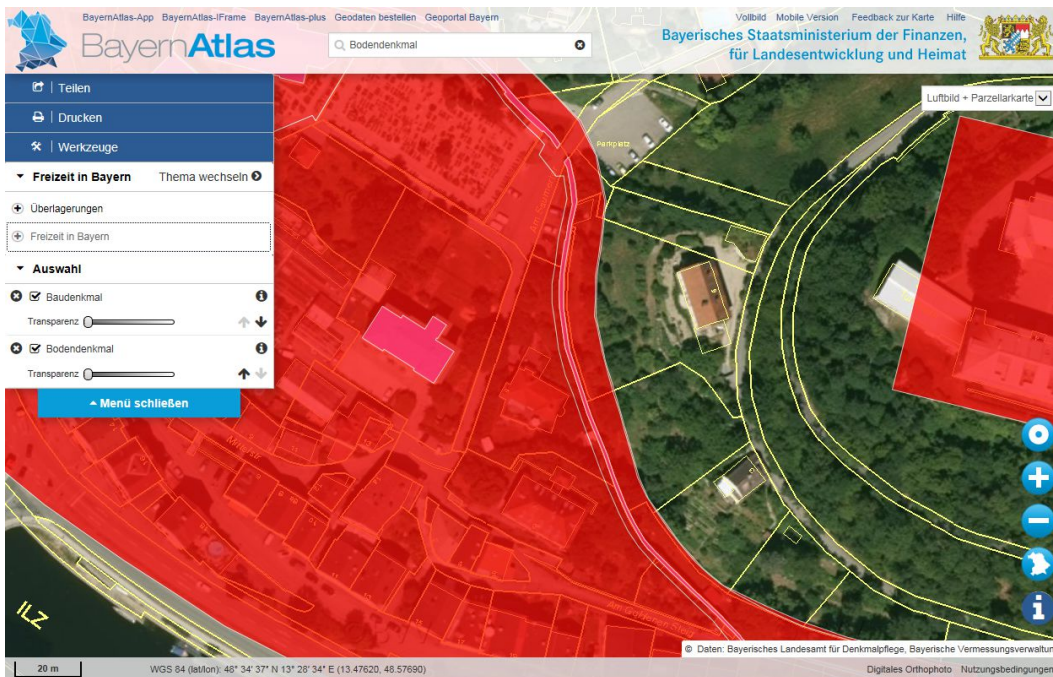 BayernAtlas-App BayernAtlas-IFrame BayernAtlas-plus Geodaten bestellen Geoportal Bayern
Vollbild Mobile Version Feedback zur Karte Hilfe
BayernAtlas
Bodendenkmal
Bayerisches Staatsministerium der Finanzen,
für Landesentwicklung und Heimat
Teilen
Drucken
Werkzeuge
Luftbild + Parzellarkarte
Parkplatz
Freizeit in Bayern Thema wechseln
Überlagerungen
Freizeit in Bayern
Auswahl
Baudenkmal
Transparenz
Bodendenkmal
Transparenz
Menü schließen
ILZ
© Daten: Bayerisches Landesamt für Denkmalpflege, Bayerische Vermessungsverwaltun
20 m
WGS 84 (lat/lon): 48° 34' 37" N 13° 28' 34" E (13.47620, 48.57690)
Digitales Orthophoto Nutzungsbedingungen